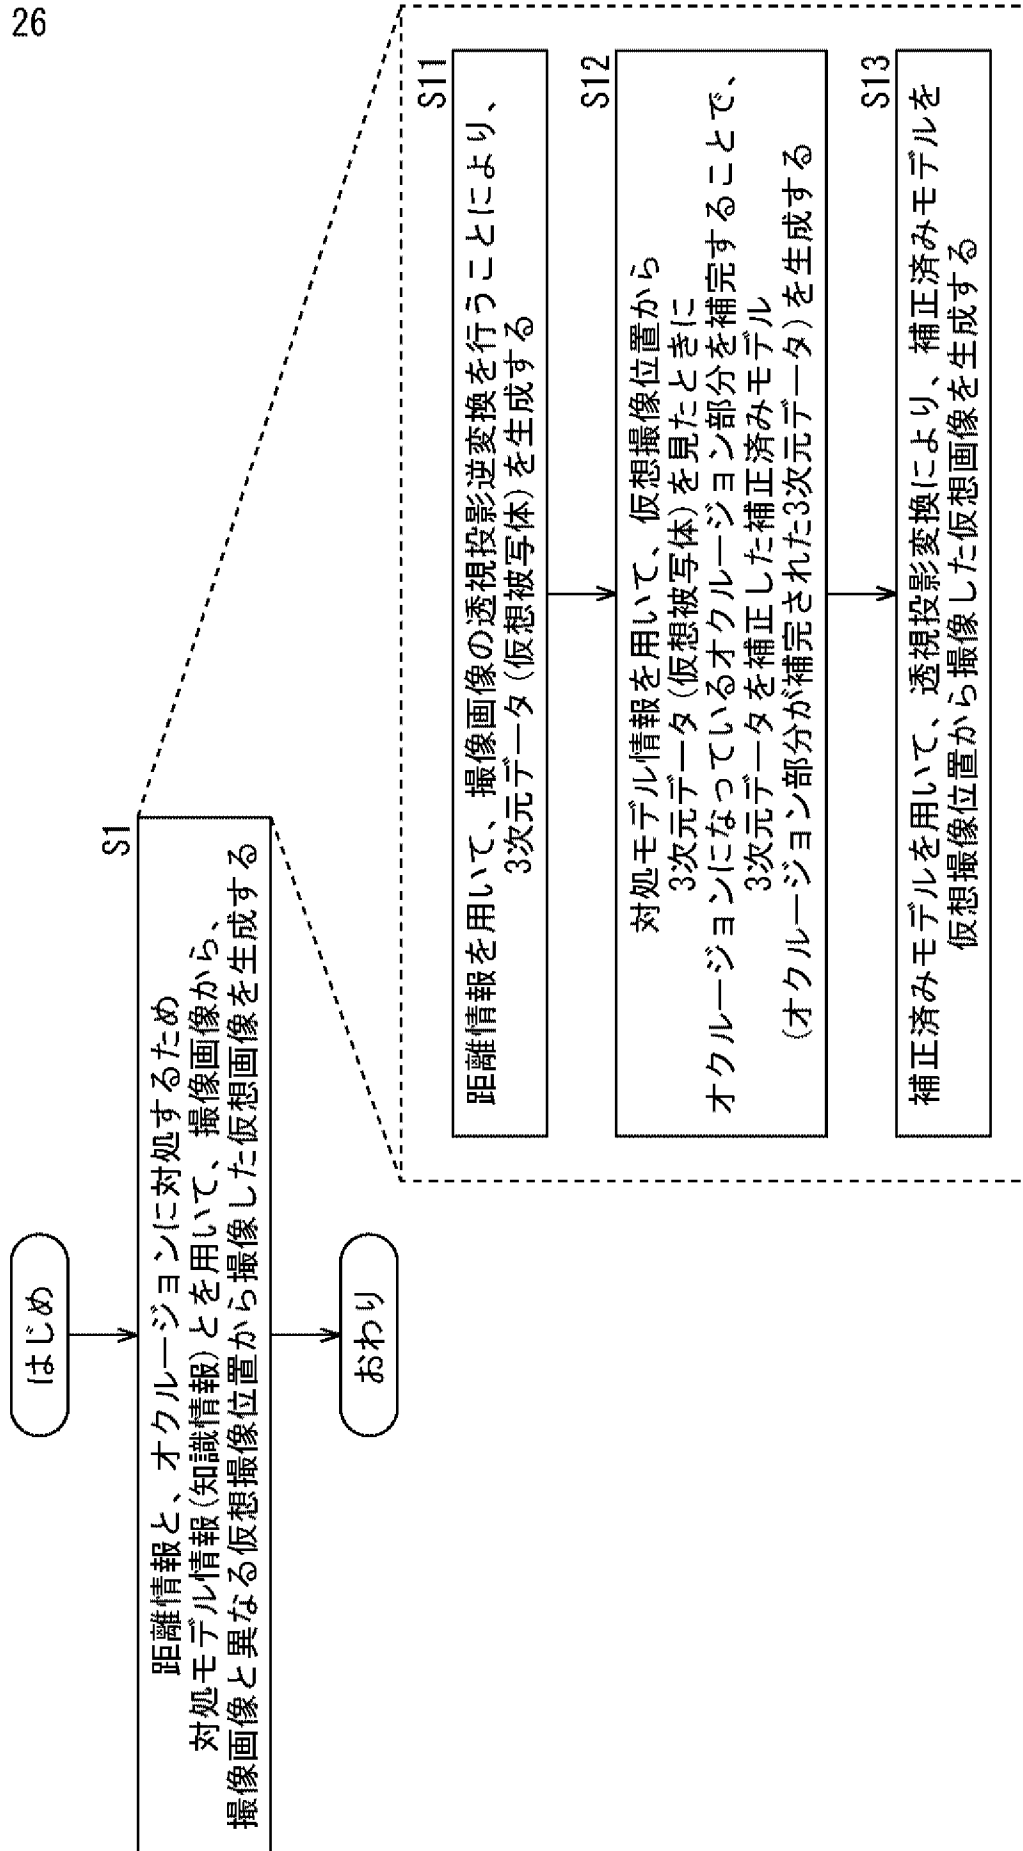 26
はじめ
S1
距離情報と、オクルージョンに対処するため
対処モデル情報(知識情報)とを用いて、撮像画像から、
撮像画像と異なる仮想撮像位置から撮像した仮想画像を生成する
おわり
S11
距離情報を用いて、撮像画像の透視投影逆変換を行うことにより、
3次元データ(仮想被写体)を生成する
S12
対処モデル情報を用いて、仮想撮像位置から
3次元データ(仮想被写体)を見たときに
オクルージョンになっているオクルージョン部分を補完することで、
3次元データを補正した補正済みモデル
(オクルージョン部分が補完された3次元データ)を生成する
S13
補正済みモデルを用いて、透視投影変換により、補正済みモデルを
仮想撮像位置から撮像した仮想画像を生成する